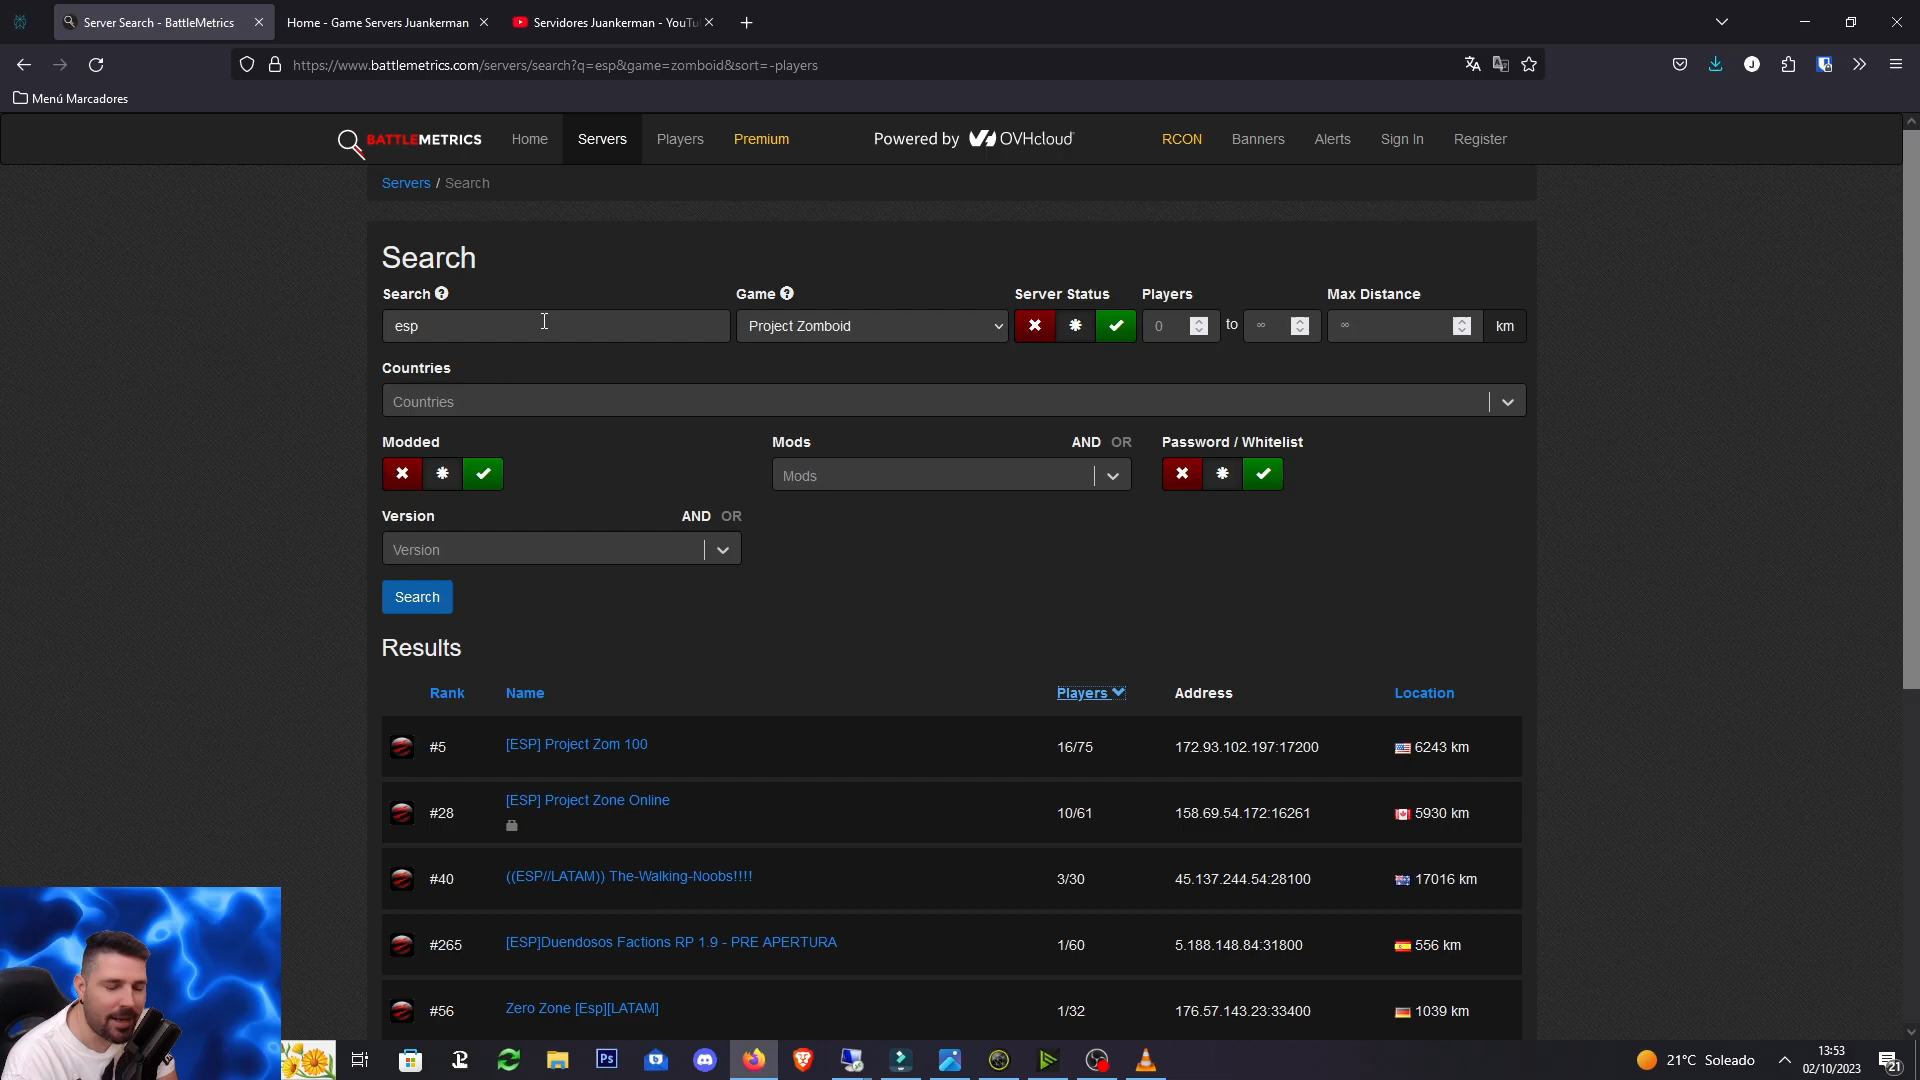 Server Search - BattleMetrics
Home - Game Servers Juankerman
Servidores Juankerman - YouTu
https://www.battlemetrics.com/servers/search?q=esp&game=zomboid&sort=-players
Menú Marcadores
BATTLEMETRICS
Home
Servers
Players
Premium
Powered by OVHcloud
RCON
Banners
Alerts
Sign In
Register
Servers / Search
Search
Search
Game
Server Status
Players
Max Distance
esp
Project Zomboid
0
to
∞
∞
km
Countries
Countries
Modded
Mods
AND OR
Password / Whitelist
Mods
Version
AND OR
Version
Search
Results
Rank
Name
Players
Address
Location
#5
[ESP] Project Zom 100
16/75
172.93.102.197:17200
6243 km
#28
[ESP] Project Zone Online
10/61
158.69.54.172:16261
5930 km
#40
((ESP//LATAM)) The-Walking-Noobs!!!!
3/30
45.137.244.54:28100
17016 km
#265
[ESP]Duendosos Factions RP 1.9 - PRE APERTURA
1/60
5.188.148.84:31800
556 km
#56
Zero Zone [Esp][LATAM]
1/32
176.57.143.23:33400
1039 km
Ps
21°C Soleado
13:53
02/10/2023
21